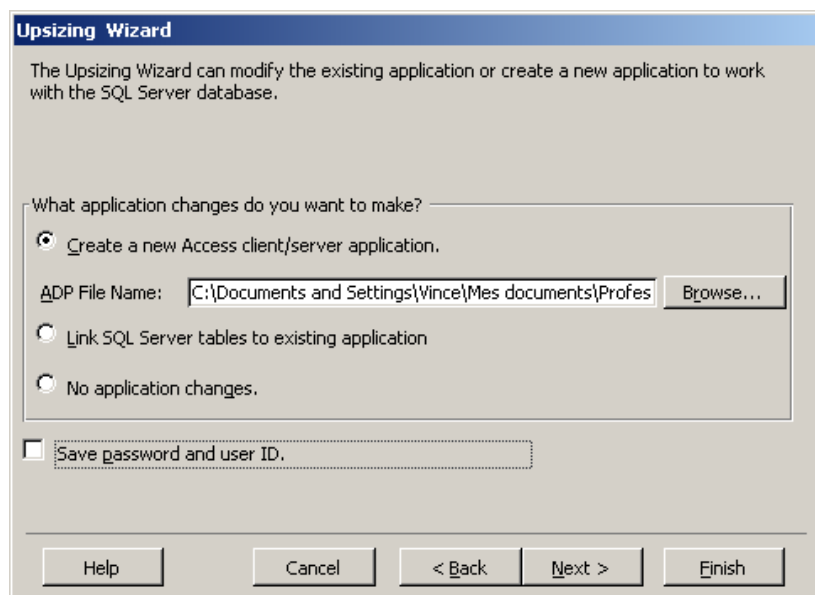 Upsizing Wizard
The Upsizing Wizard can modify the existing application or create a new application to work
with the SQL Server database.
What application changes do you want to make?
Create a new Access client/server application.
ADP File Name: C:\Documents and Settings\Vince\Mes documents\Profes Browse...
Link SQL Server tables to existing application
No application changes.
Save password and user ID.
Help Cancel < Back Next > Finish